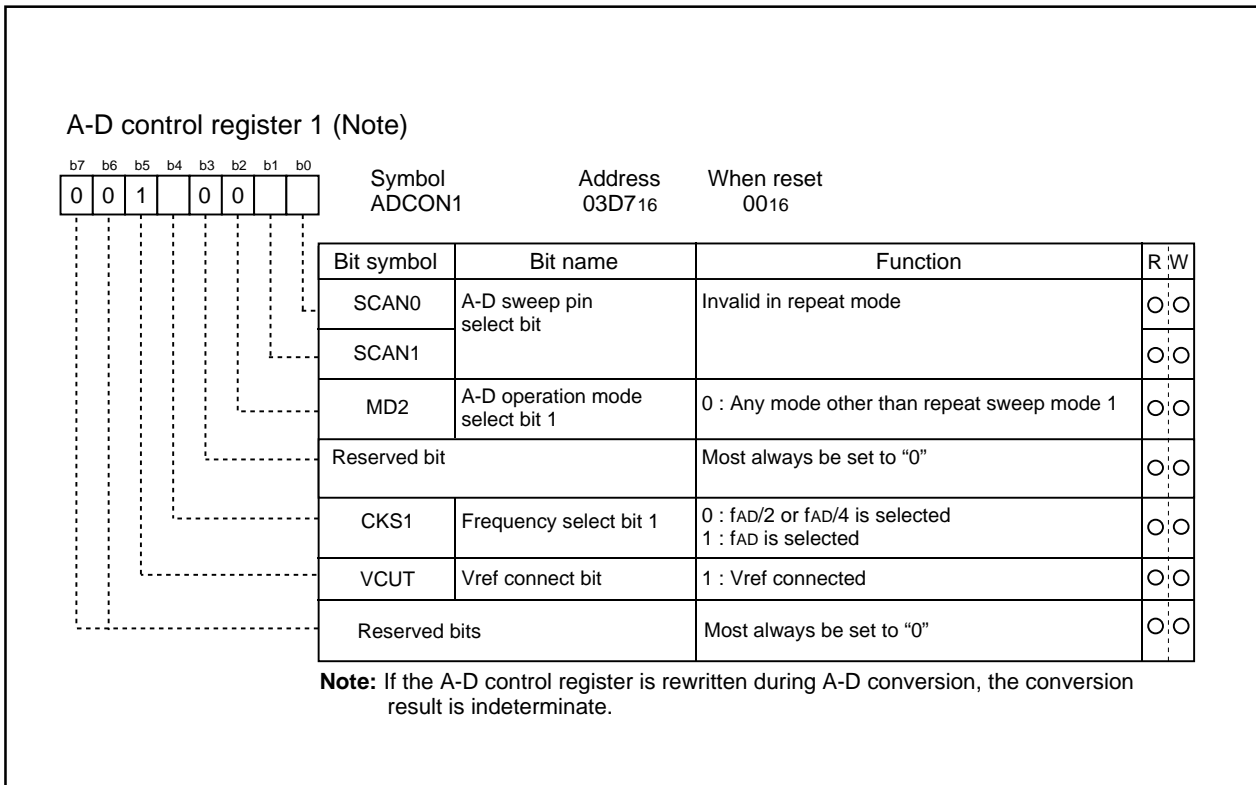 A-D control register 1 (Note)
b7 b6 b5 b4 b3 b2 b1 b0
0 0 1 0 0
Symbol Address When reset
ADCON1 03D716 0016
Bit symbol Bit name Function R W
SCAN0 A-D sweep pin select bit Invalid in repeat mode
SCAN1
MD2 A-D operation mode select bit 1 0 : Any mode other than repeat sweep mode 1
Reserved bit Most always be set to “0”
CKS1 Frequency select bit 1 0 : fAD/2 or fAD/4 is selected
1 : fAD is selected
VCUT Vref connect bit 1 : Vref connected
Reserved bits Most always be set to “0”
Note: If the A-D control register is rewritten during A-D conversion, the conversion
result is indeterminate.